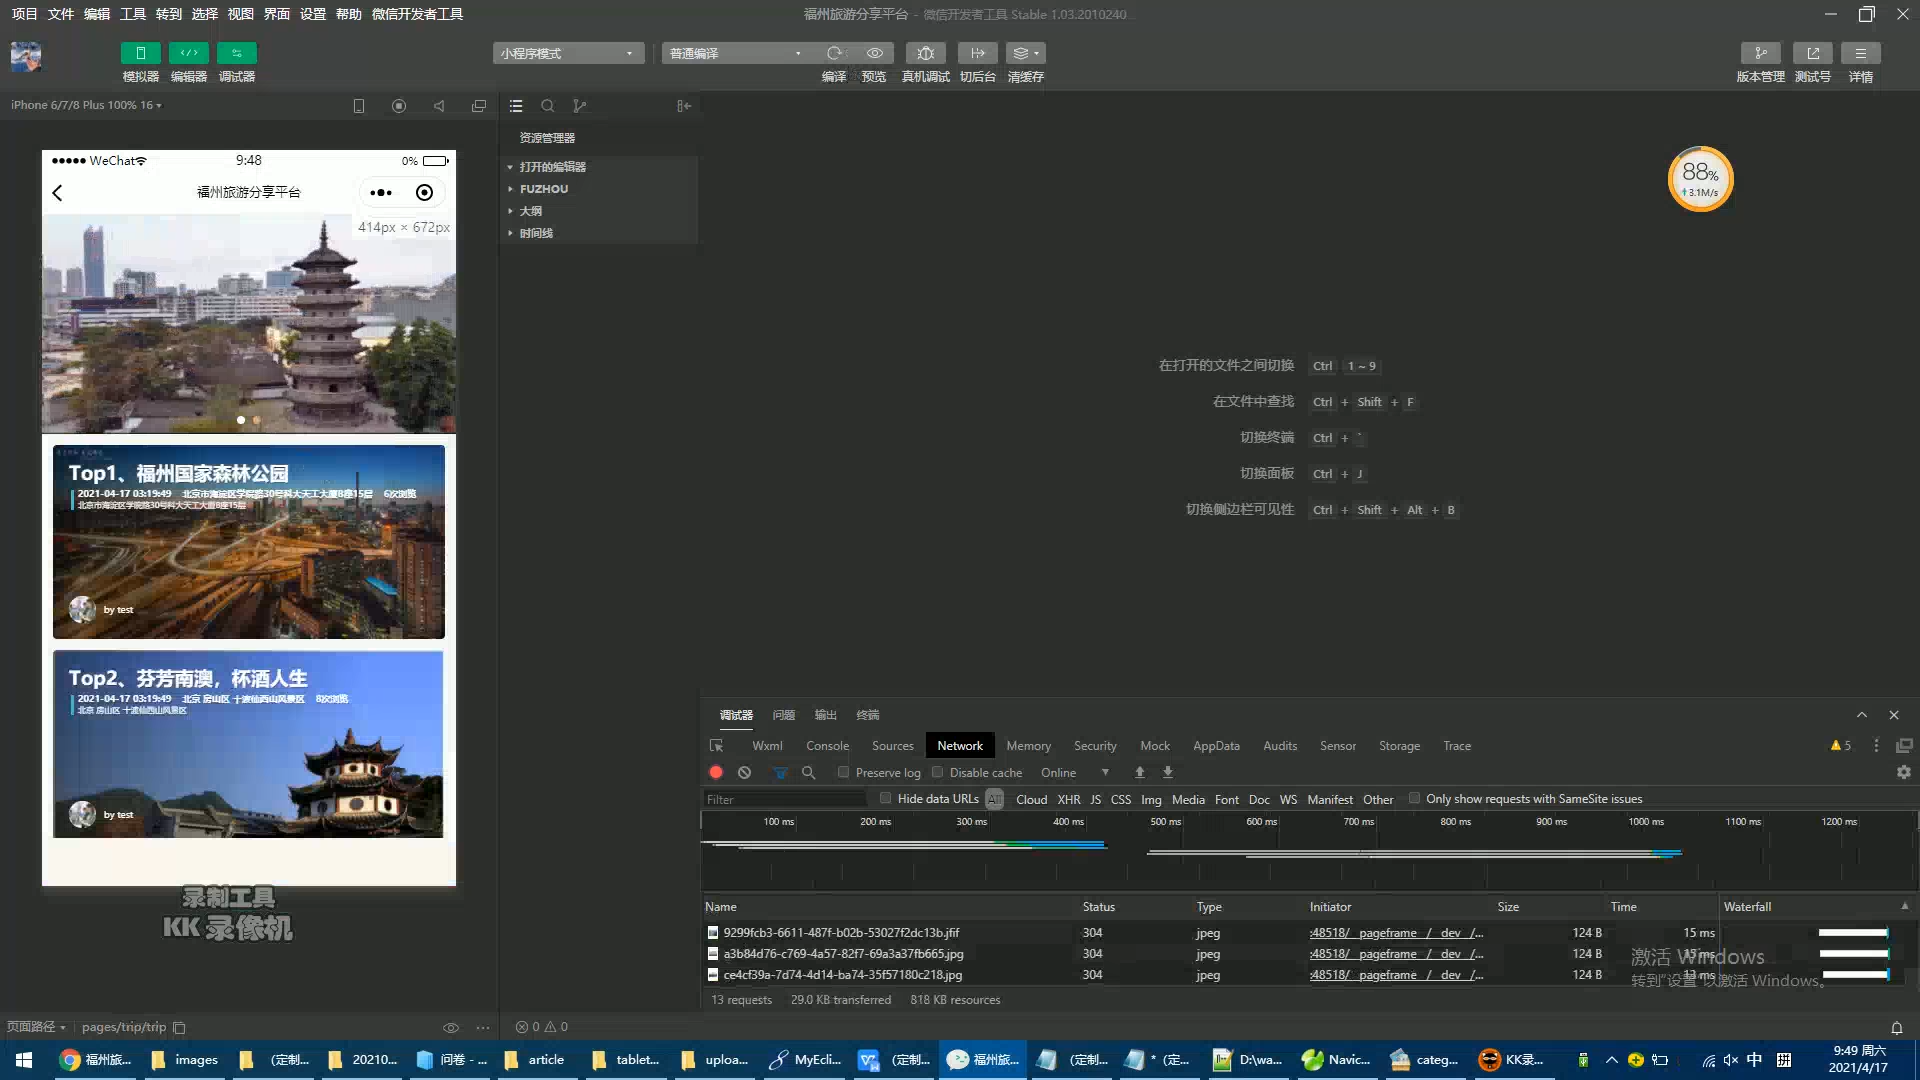 项目 文件 编辑 工具 转到 选择 视图 界面 设置 帮助 微信开发者工具
福州旅游分享平台 - 微信开发者工具 Stable 1.03.2010240
小程序模式
普通编译
模拟器 编辑器 调试器
编译 预览 真机调试 切后台 清缓存
版本管理 测试号 详情
iPhone 6/7/8 Plus 100% 16
资源管理器
打开的编辑器
FUZHOU
大纲
时间线
WeChat
9:48
0%
福州旅游分享平台
414px × 672px
Top1、福州国家森林公园
2021-04-17 03:19:49 北京市海淀区学院路30号科大天工大厦B座15层 6次浏览
北京市海淀区学院路30号科大天工大厦B座15层
by test
Top2、芬芳南澳，杯酒人生
2021-04-17 03:19:49 北京 房山区 十渡仙西山风景区 8次浏览
北京 房山区 十渡仙西山风景区
by test
录制工具
KK 录像机
88%
3.1M/s
在打开的文件之间切换 Ctrl 1 ~ 9
在文件中查找 Ctrl + Shift + F
切换终端 Ctrl + `
切换面板 Ctrl + J
切换侧边栏可见性 Ctrl + Shift + Alt + B
调试器 问题 输出 终端
Wxml Console Sources Network Memory Security Mock AppData Audits Sensor Storage Trace
5
Preserve log Disable cache Online
Filter Hide data URLs All Cloud XHR JS CSS Img Media Font Doc WS Manifest Other Only show requests with SameSite issues
100 ms 200 ms 300 ms 400 ms 500 ms 600 ms 700 ms 800 ms 900 ms 1000 ms 1100 ms 1200 ms
Name Status Type Initiator Size Time Waterfall
9299fcb3-6611-487f-b02b-53027f2dc13b.jfif 304 jpeg :48518/__pageframe__/__dev__/... 124 B 15 ms
a3b84d76-c769-4a57-82f7-69a3a37fb665.jpg 304 jpeg :48518/__pageframe__/__dev__/... 124 B
ce4cf39a-7d74-4d14-ba74-35f57180c218.jpg 304 jpeg :48518/__pageframe__/__dev__/... 124 B
13 requests 29.0 KB transferred 818 KB resources
激活 Windows
转到"设置"以激活 Windows。
页面路径 pages/trip/trip
0 0
福州旅... images (定制... 20210... 问卷 - ... article tablet... uploa... MyEcli... (定制... 福州旅... (定制... * (定... D:\wa... Navic... categ... KK录...
中
9:49 周六
2021/4/17